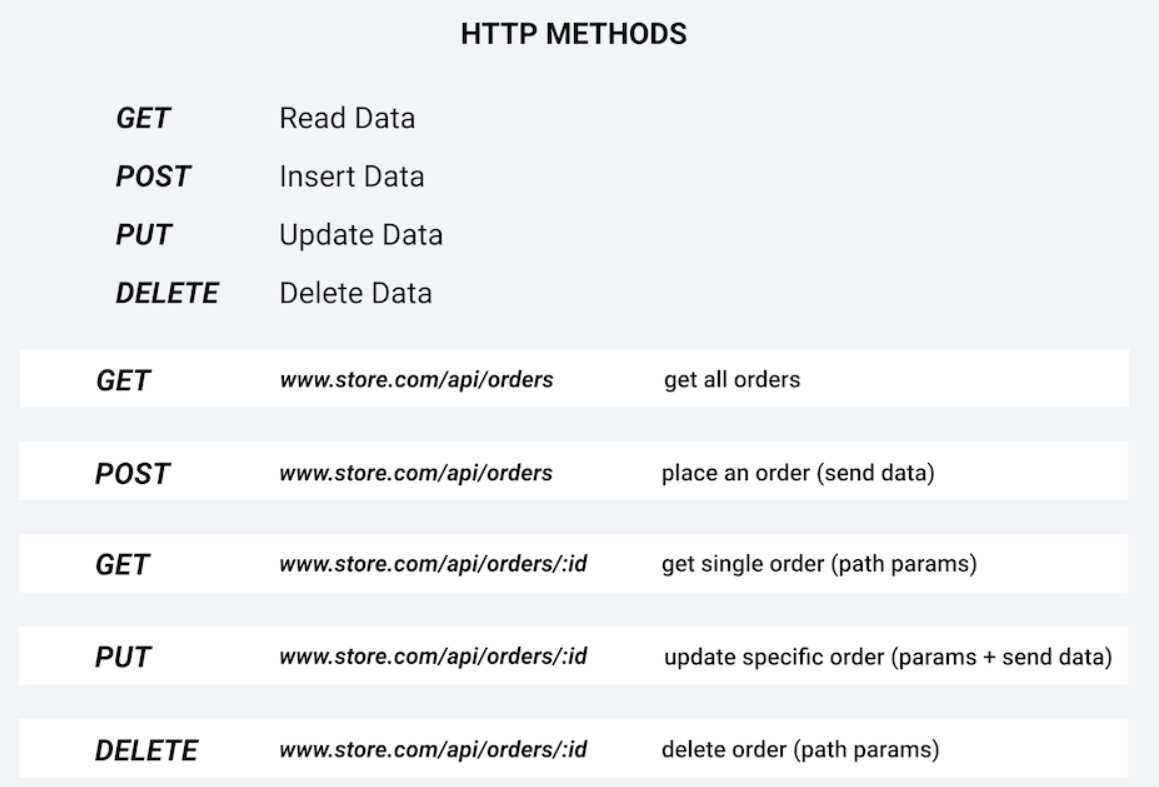 HTTP METHODS
GET Read Data
POST Insert Data
PUT Update Data
DELETE Delete Data
GET www.store.com/api/orders get all orders
POST www.store.com/api/orders place an order (send data)
GET www.store.com/api/orders/:id get single order (path params)
PUT www.store.com/api/orders/:id update specific order (params + send data)
DELETE www.store.com/api/orders/:id delete order (path params)